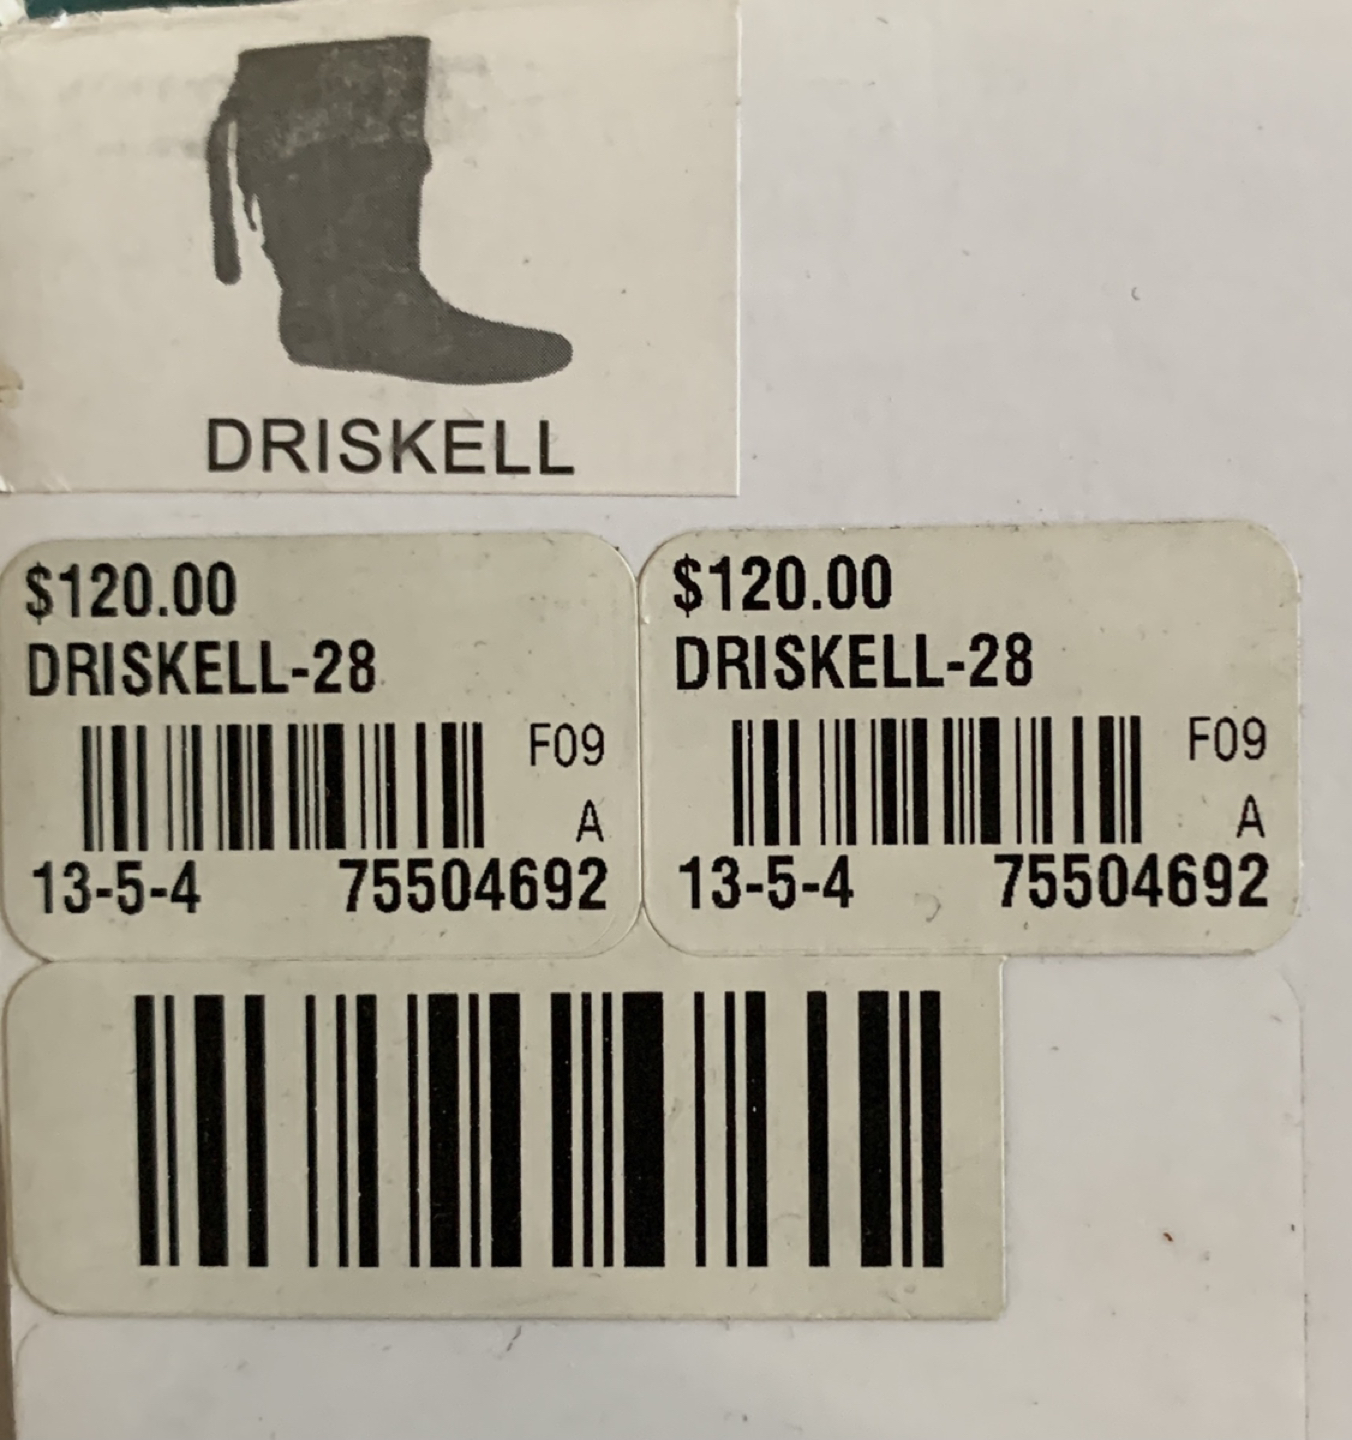 DRISKELL
$120.00
DRISKELL-28
F09
A
13-5-4 75504692
$120.00
DRISKELL-28
F09
A
13-5-4 75504692